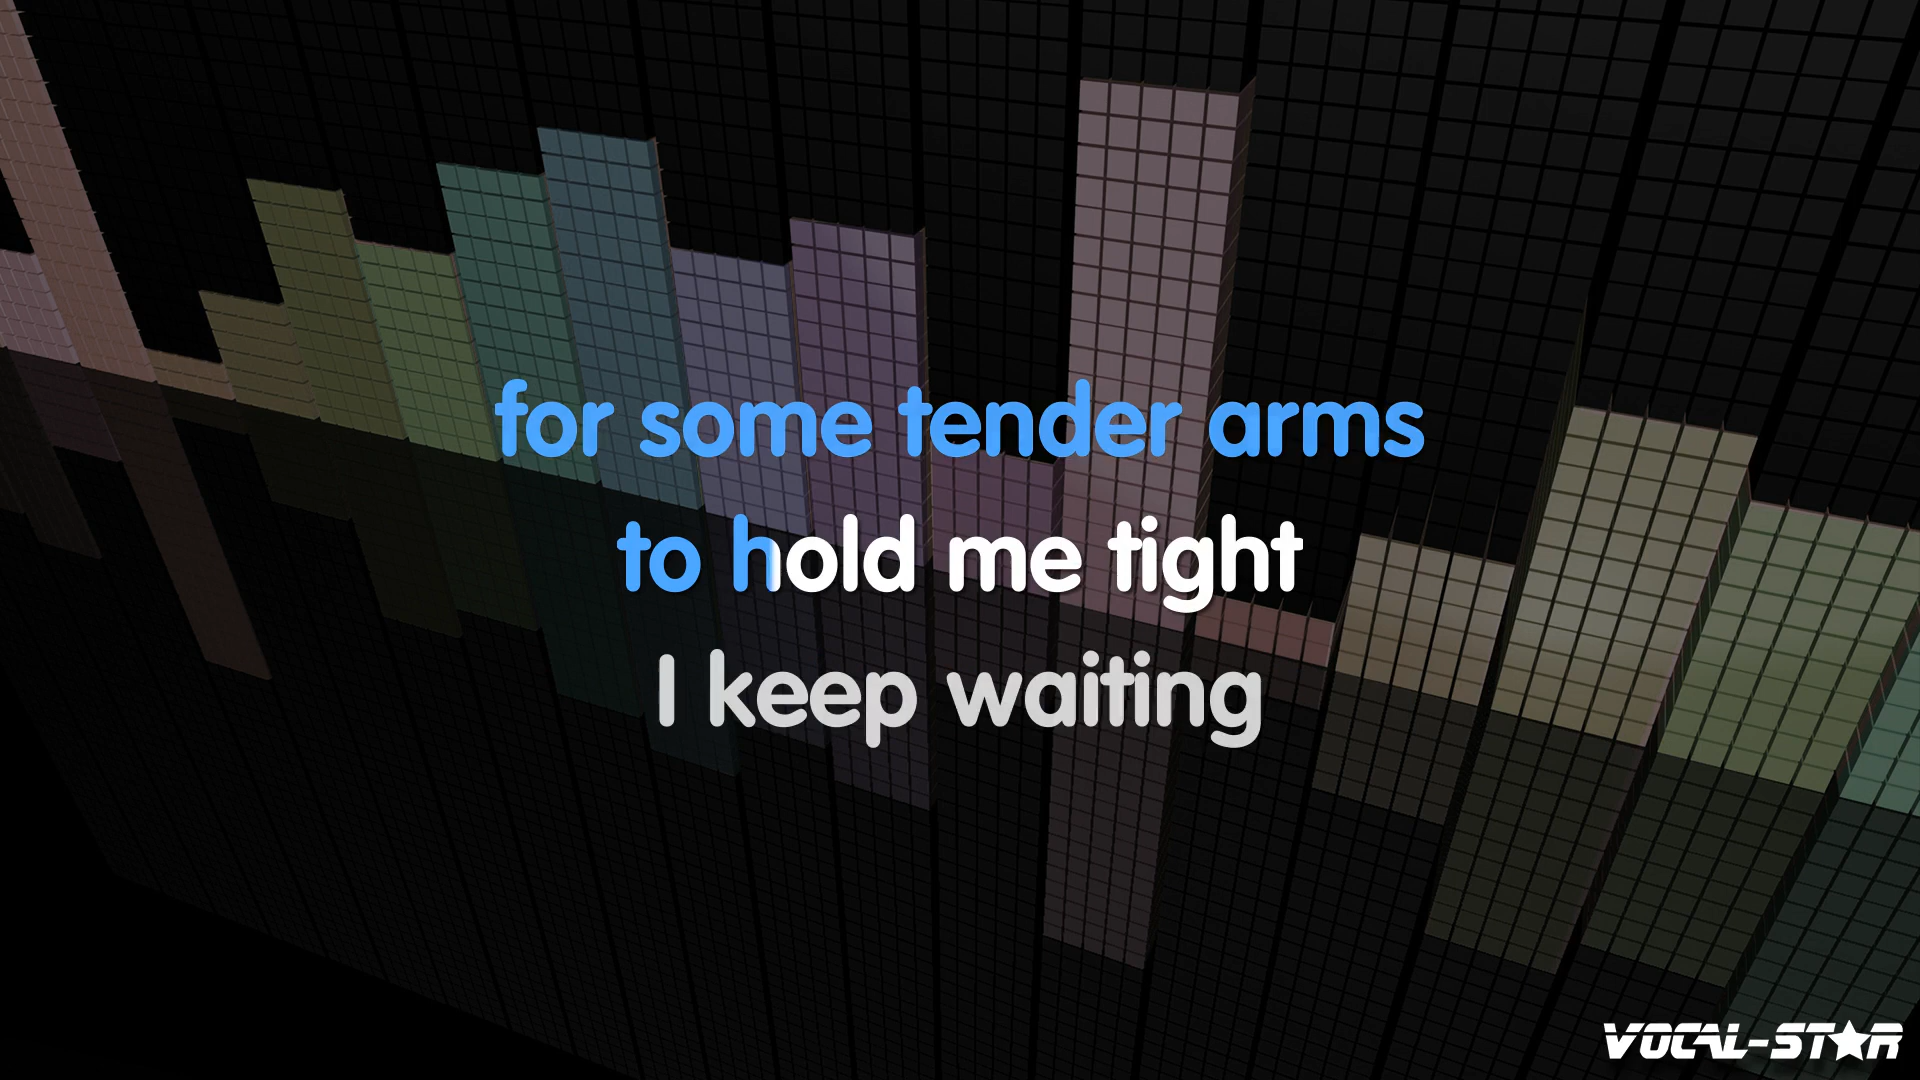 for some tender arms
to hold me tight
I keep waiting
VOCAL-STAR